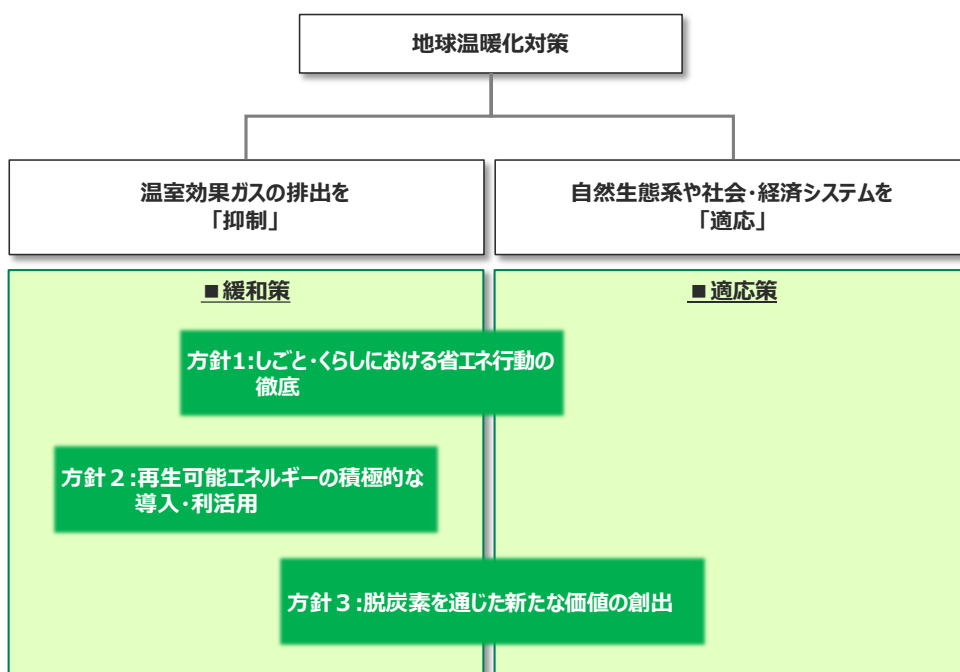 地球温暖化対策
温室効果ガスの排出を
「抑制」
自然生態系や社会・経済システムを
「適応」
■緩和策
■適応策
方針1:しごと・くらしにおける省エネ行動の
徹底
方針２:再生可能エネルギーの積極的な
導入・利活用
方針３:脱炭素を通じた新たな価値の創出